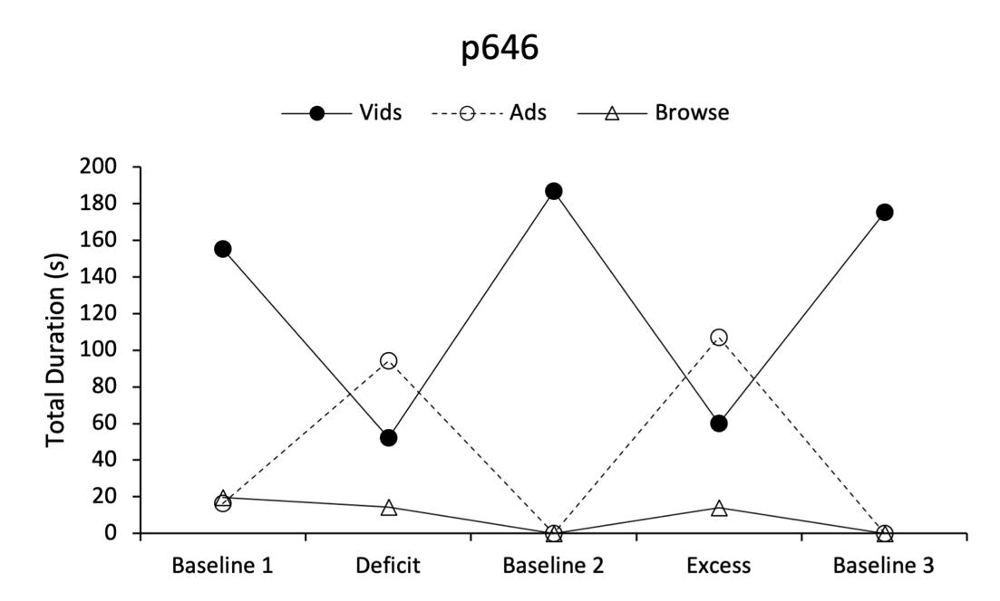 p646
Vids Ads Browse
200
180
160
140
120
100
80
60
40
20
0
Total Duration (s)
Baseline 1 Deficit Baseline 2 Excess Baseline 3